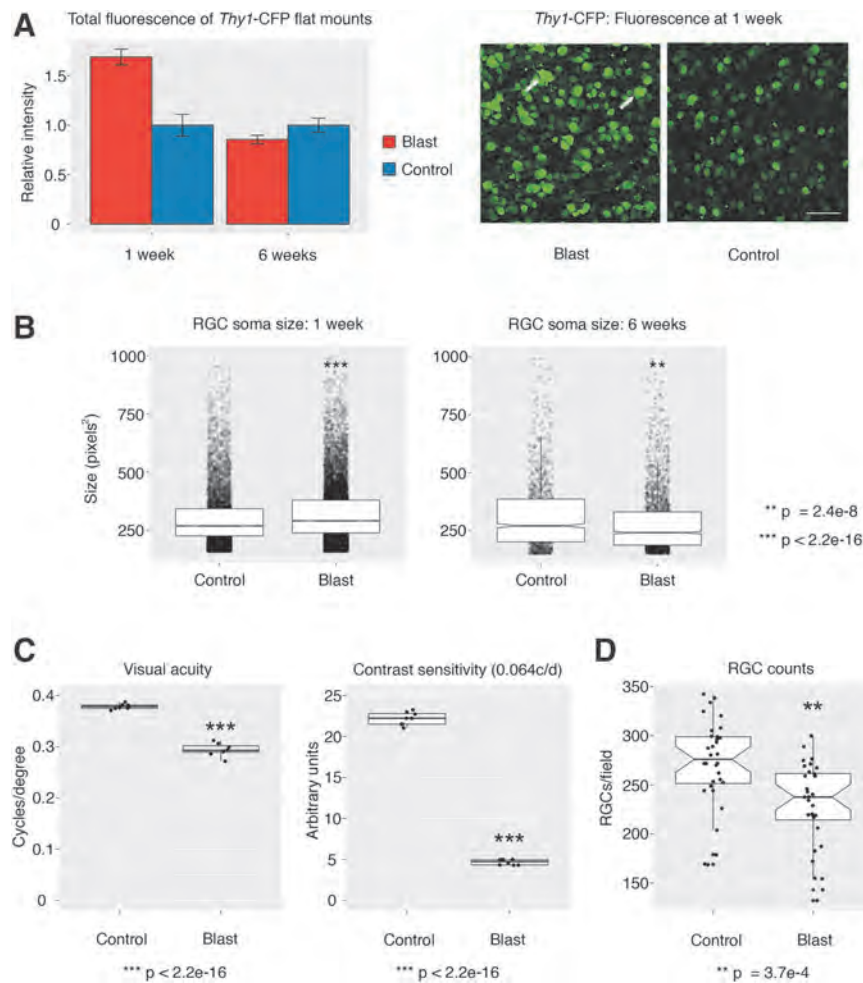 A
Total fluorescence of Thy1-CFP flat mounts
Relative intensity
1.5
1.0
0.5
0
1 week
6 weeks
Blast
Control
Thy1-CFP: Fluorescence at 1 week
Blast
Control
B
RGC soma size: 1 week
Size (pixels²)
1000
750
500
250
***
Control
Blast
RGC soma size: 6 weeks
1000
750
500
250
**
Control
Blast
** p = 2.4e-8
*** p < 2.2e-16
C
Visual acuity
Cycles/degree
0.4
0.3
0.2
0.1
0
***
Control
Blast
*** p < 2.2e-16
Contrast sensitivity (0.064c/d)
Arbitrary units
25
20
15
10
5
0
***
Control
Blast
*** p < 2.2e-16
D
RGC counts
RGCs/field
350
300
250
200
150
**
Control
Blast
** p = 3.7e-4